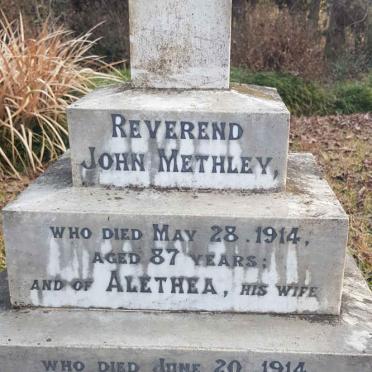 REVEREND
JOHN METHLEY,
WHO DIED MAY 28. 1914,
AGED 87 YEARS:
AND OF ALETHEA, HIS WIFE
WHO DIED JUNE 20 1914